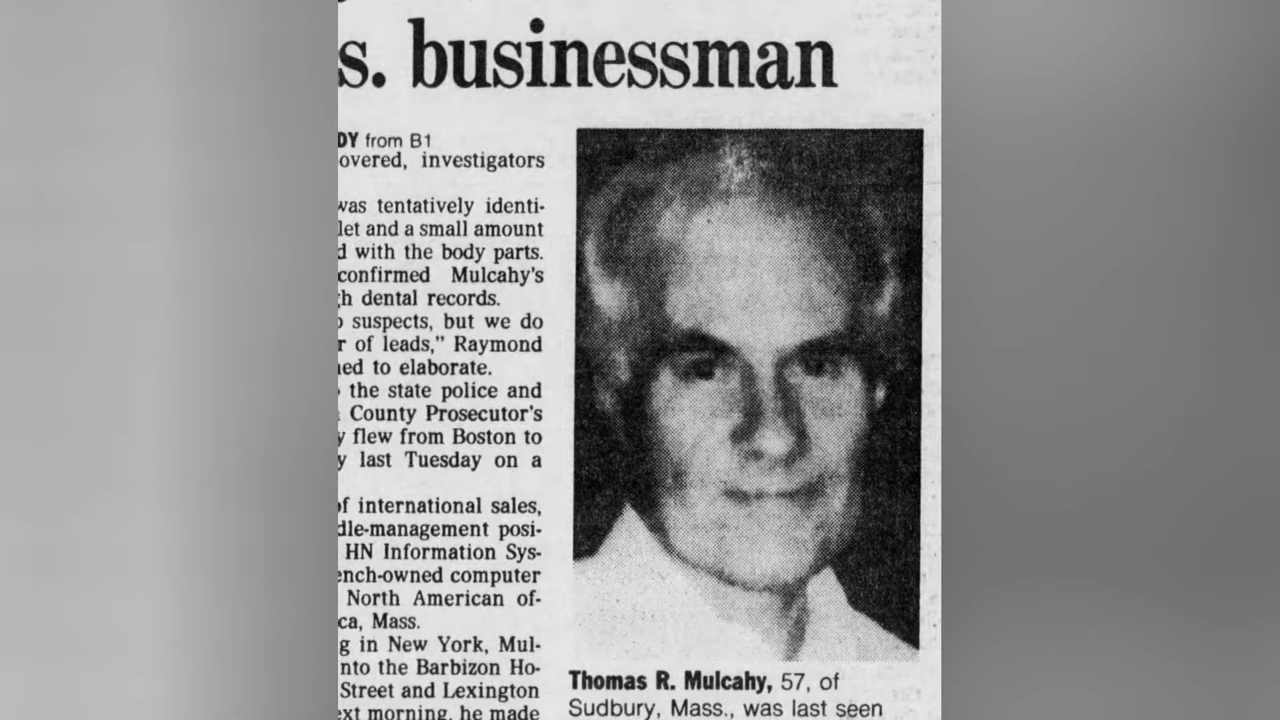 s. businessman
DY from B1
overed, investigators
was tentatively identi-
let and a small amount
d with the body parts.
confirmed Mulcahy's
h dental records.
suspects, but we do
r of leads," Raymond
ned to elaborate.
the state police and
County Prosecutor's
y flew from Boston to
y last Tuesday on a
of international sales,
dle-management posi-
HN Information Sys-
ench-owned computer
North American of-
ca, Mass.
g in New York, Mul-
nto the Barbizon Ho-
Street and Lexington
ext morning, he made
Thomas R. Mulcahy, 57, of
Sudbury, Mass., was last seen